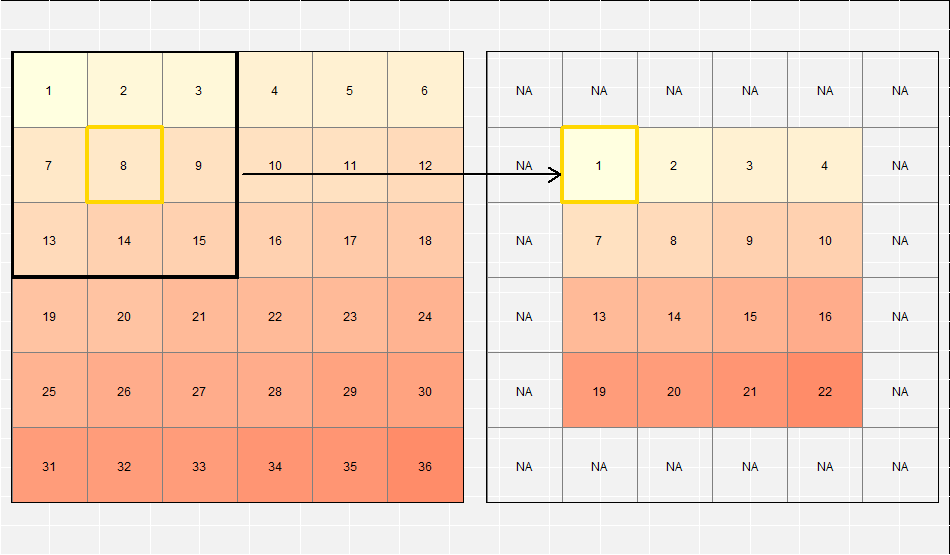 1 2 3 4 5 6 NA NA NA NA NA NA
7 8 9 10 11 12 NA 1 2 3 4 NA
13 14 15 16 17 18 NA 7 8 9 10 NA
19 20 21 22 23 24 NA 13 14 15 16 NA
25 26 27 28 29 30 NA 19 20 21 22 NA
31 32 33 34 35 36 NA NA NA NA NA NA